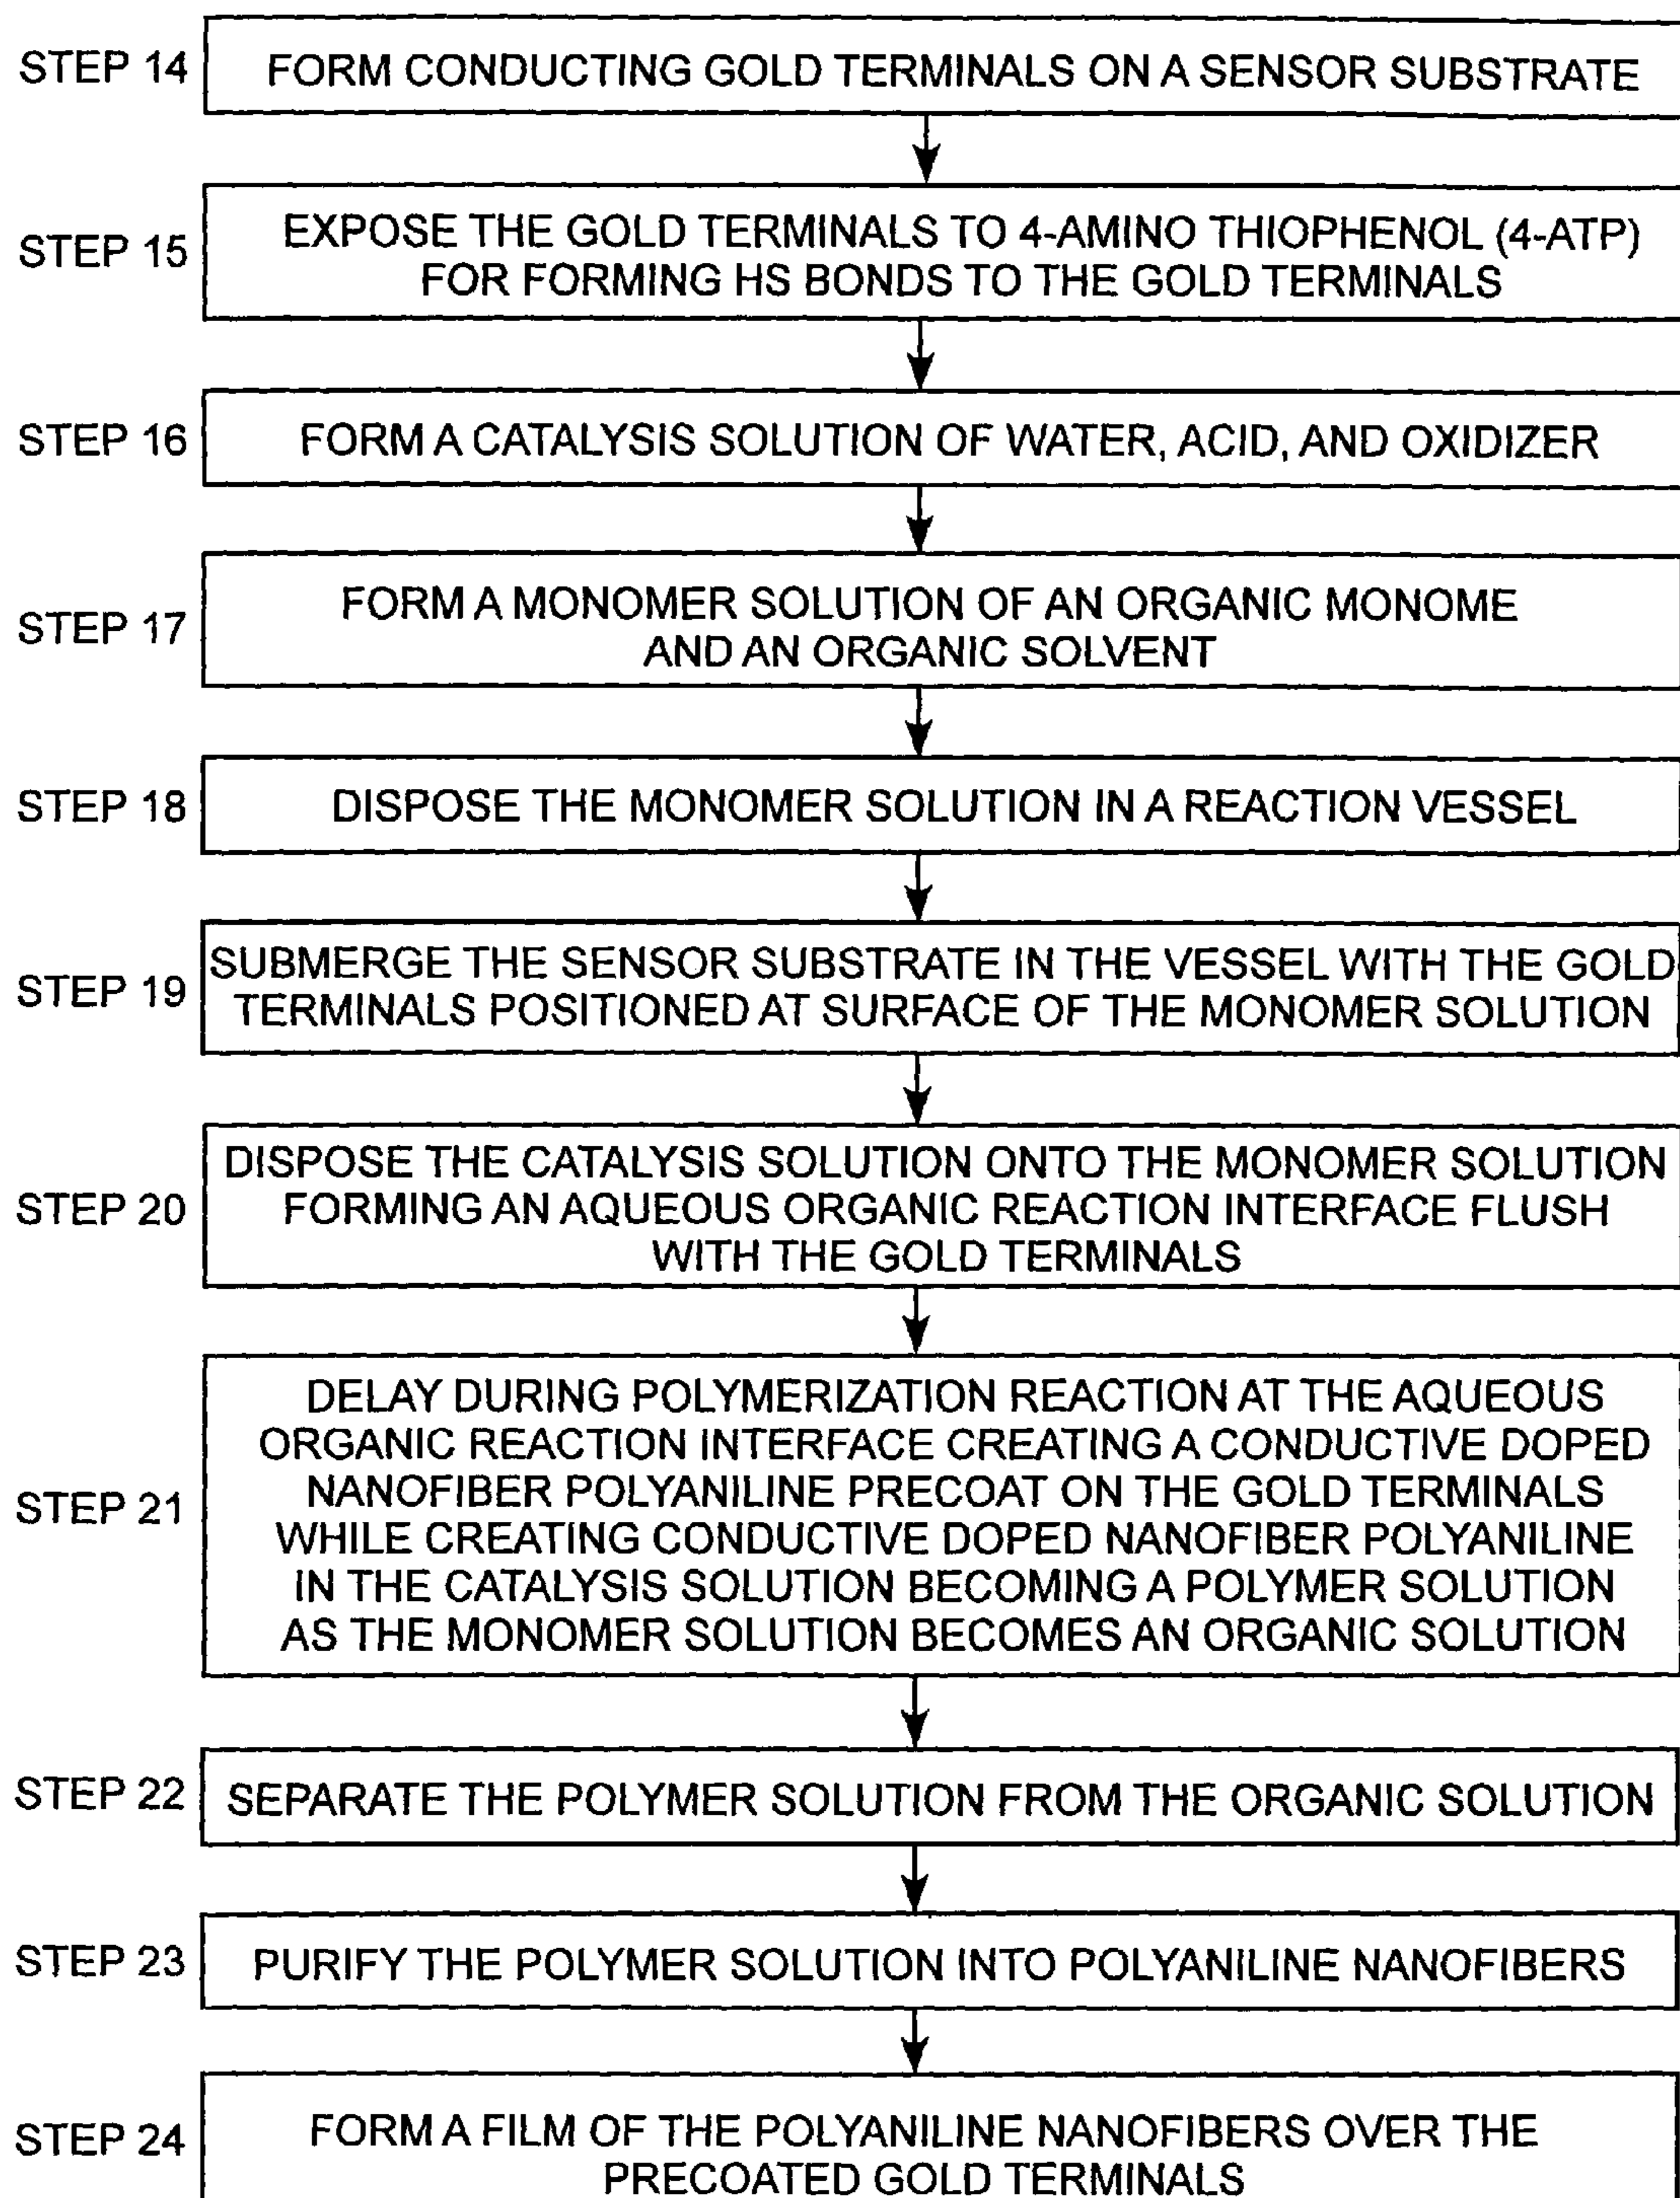 STEP 14
FORM CONDUCTING GOLD TERMINALS ON A SENSOR SUBSTRATE
STEP 15
EXPOSE THE GOLD TERMINALS TO 4-AMINO THIOPHENOL (4-ATP)
FOR FORMING HS BONDS TO THE GOLD TERMINALS
STEP 16
FORM A CATALYSIS SOLUTION OF WATER, ACID, AND OXIDIZER
STEP 17
FORM A MONOMER SOLUTION OF AN ORGANIC MONOME
AND AN ORGANIC SOLVENT
STEP 18
DISPOSE THE MONOMER SOLUTION IN A REACTION VESSEL
STEP 19
SUBMERGE THE SENSOR SUBSTRATE IN THE VESSEL WITH THE GOLD
TERMINALS POSITIONED AT SURFACE OF THE MONOMER SOLUTION
STEP 20
DISPOSE THE CATALYSIS SOLUTION ONTO THE MONOMER SOLUTION
FORMING AN AQUEOUS ORGANIC REACTION INTERFACE FLUSH
WITH THE GOLD TERMINALS
STEP 21
DELAY DURING POLYMERIZATION REACTION AT THE AQUEOUS
ORGANIC REACTION INTERFACE CREATING A CONDUCTIVE DOPED
NANOFIBER POLYANILINE PRECOAT ON THE GOLD TERMINALS
WHILE CREATING CONDUCTIVE DOPED NANOFIBER POLYANILINE
IN THE CATALYSIS SOLUTION BECOMING A POLYMER SOLUTION
AS THE MONOMER SOLUTION BECOMES AN ORGANIC SOLUTION
STEP 22
SEPARATE THE POLYMER SOLUTION FROM THE ORGANIC SOLUTION
STEP 23
PURIFY THE POLYMER SOLUTION INTO POLYANILINE NANOFIBERS
STEP 24
FORM A FILM OF THE POLYANILINE NANOFIBERS OVER THE
PRECOATED GOLD TERMINALS